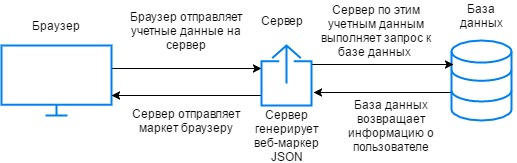 Браузер
Браузер отправляет
учетные данные на
сервер
Сервер
Сервер по этим
учетным данным
выполняет запрос к
базе данных
База
данных
Сервер отправляет
маркет браузеру
Сервер
генерирует
веб-маркер
JSON
База данных
возвращает
информацию о
пользователе